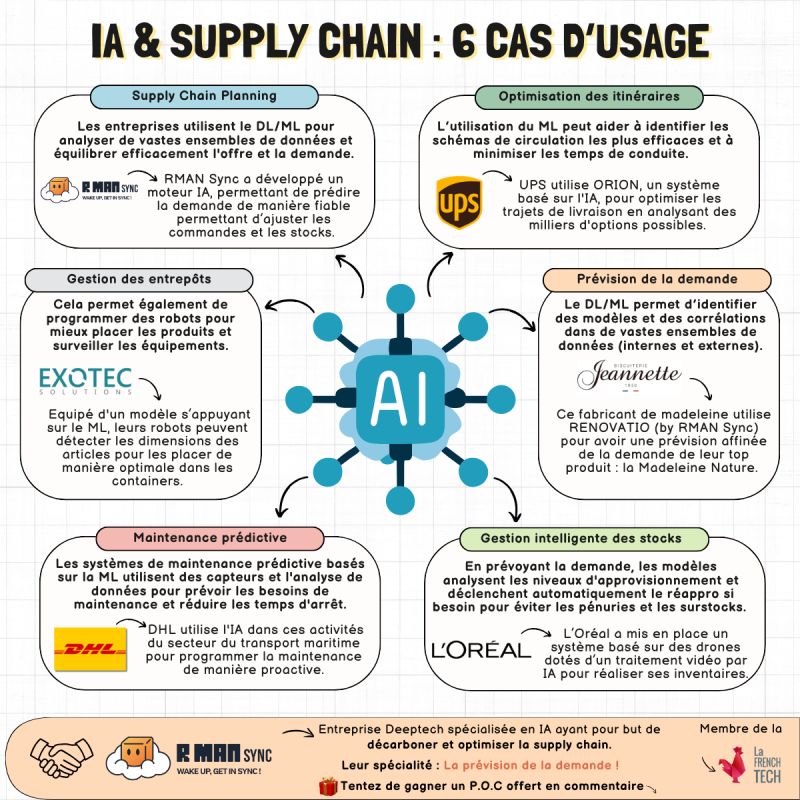 IA & SUPPLY CHAIN : 6 CAS D'USAGE
Supply Chain Planning
Les entreprises utilisent le DL/ML pour
analyser de vastes ensembles de données et
équilibrer efficacement l'offre et la demande.
R MAN SYNC
WAKE UP, GET IN SYNC !
RMAN Sync a développé un
moteur IA, permettant de prédire
la demande de manière fiable
permettant d'ajuster les
commandes et les stocks.
Optimisation des itinéraires
L'utilisation du ML peut aider à identifier les
schémas de circulation les plus efficaces et à
minimiser les temps de conduite.
ups
UPS utilise ORION, un système
basé sur l'IA, pour optimiser les
trajets de livraison en analysant des
milliers d'options possibles.
Gestion des entrepôts
Cela permet également de
programmer des robots pour
mieux placer les produits et
surveiller les équipements.
EXOTEC
SOLUTIONS
Equipé d'un modèle s'appuyant
sur le ML, leurs robots peuvent
détecter les dimensions des
articles pour les placer de
manière optimale dans les
containers.
AI
Prévision de la demande
Le DL/ML permet d'identifier
des modèles et des corrélations
dans de vastes ensembles de
données (internes et externes).
BISCUITERIE
Jeannette
1850
Ce fabricant de madeleine utilise
RENOVATIO (by RMAN Sync)
pour avoir une prévision affinée
de la demande de leur top
produit : la Madeleine Nature.
Maintenance prédictive
Les systèmes de maintenance prédictive basés
sur la ML utilisent des capteurs et l'analyse de
données pour prévoir les besoins de
maintenance et réduire les temps d'arrêt.
DHL
DHL utilise l'IA dans ces activités
du secteur du transport maritime
pour programmer la maintenance
de manière proactive.
Gestion intelligente des stocks
En prévoyant la demande, les modèles
analysent les niveaux d'approvisionnement et
déclenchent automatiquement le réappro si
besoin pour éviter les pénuries et les surstocks.
L'ORÉAL
L'Oréal a mis en place un
système basé sur des drones
dotés d'un traitement vidéo par
IA pour réaliser ses inventaires.
R MAN SYNC
WAKE UP, GET IN SYNC !
Entreprise Deeptech spécialisée en IA ayant pour but de
décarboner et optimiser la supply chain.
Leur spécialité : La prévision de la demande !
Tentez de gagner un P.O.C offert en commentaire
Membre de la
La
FRENCH
TECH